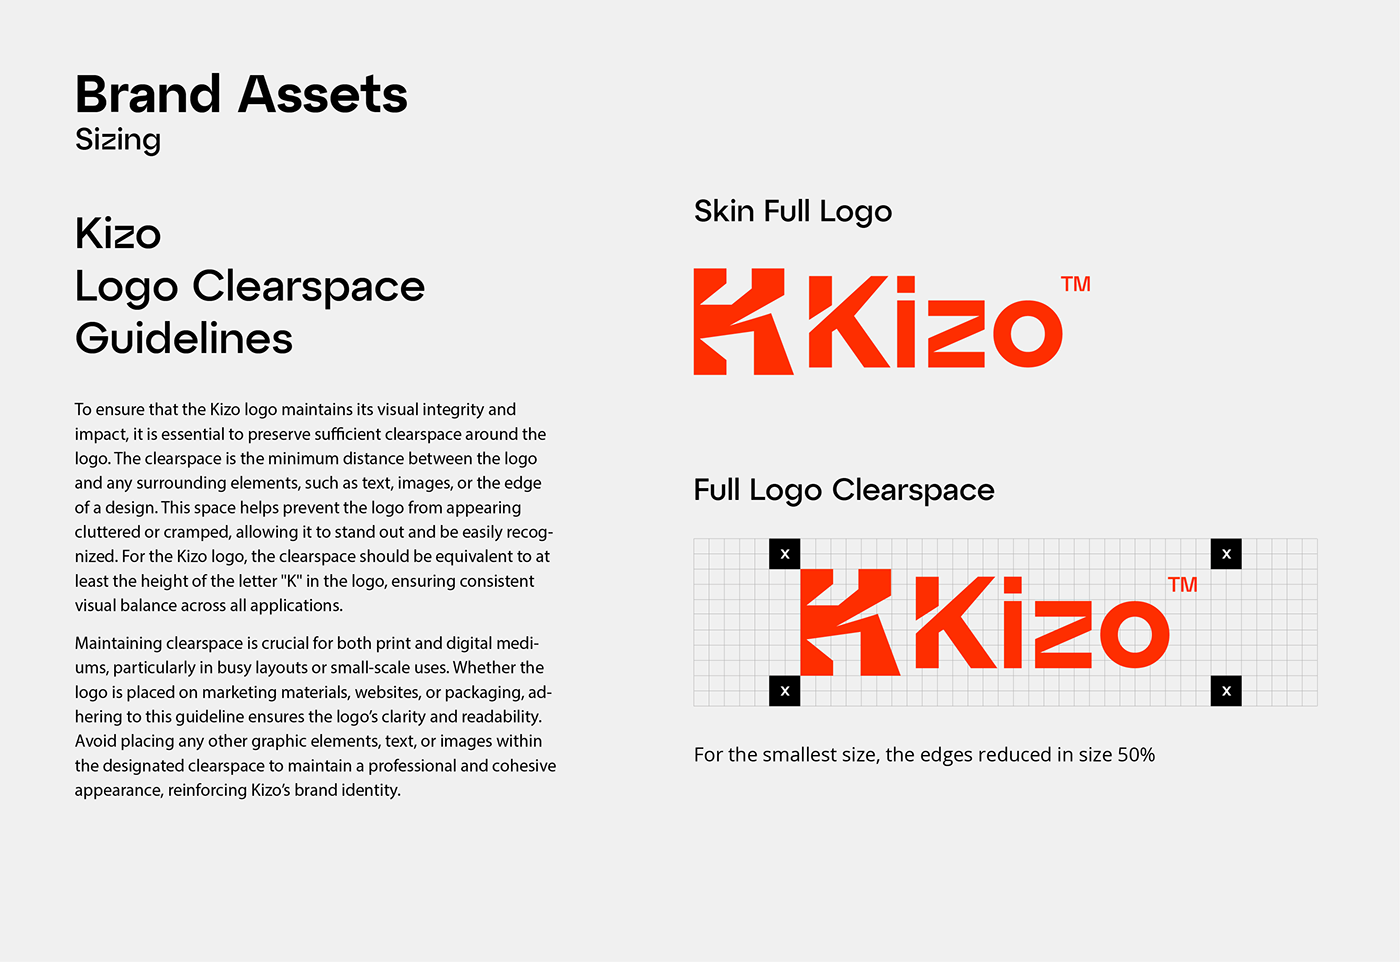 Brand Assets
Sizing
Kizo
Logo Clearspace
Guidelines
To ensure that the Kizo logo maintains its visual integrity and
impact, it is essential to preserve sufficient clearspace around the
logo. The clearspace is the minimum distance between the logo
and any surrounding elements, such as text, images, or the edge
of a design. This space helps prevent the logo from appearing
cluttered or cramped, allowing it to stand out and be easily recog-
nized. For the Kizo logo, the clearspace should be equivalent to at
least the height of the letter "K" in the logo, ensuring consistent
visual balance across all applications.
Maintaining clearspace is crucial for both print and digital medi-
ums, particularly in busy layouts or small-scale uses. Whether the
logo is placed on marketing materials, websites, or packaging, ad-
hering to this guideline ensures the logo’s clarity and readability.
Avoid placing any other graphic elements, text, or images within
the designated clearspace to maintain a professional and cohesive
appearance, reinforcing Kizo’s brand identity.
Skin Full Logo
K Kizo™
Full Logo Clearspace
X X
K Kizo™
X X
For the smallest size, the edges reduced in size 50%